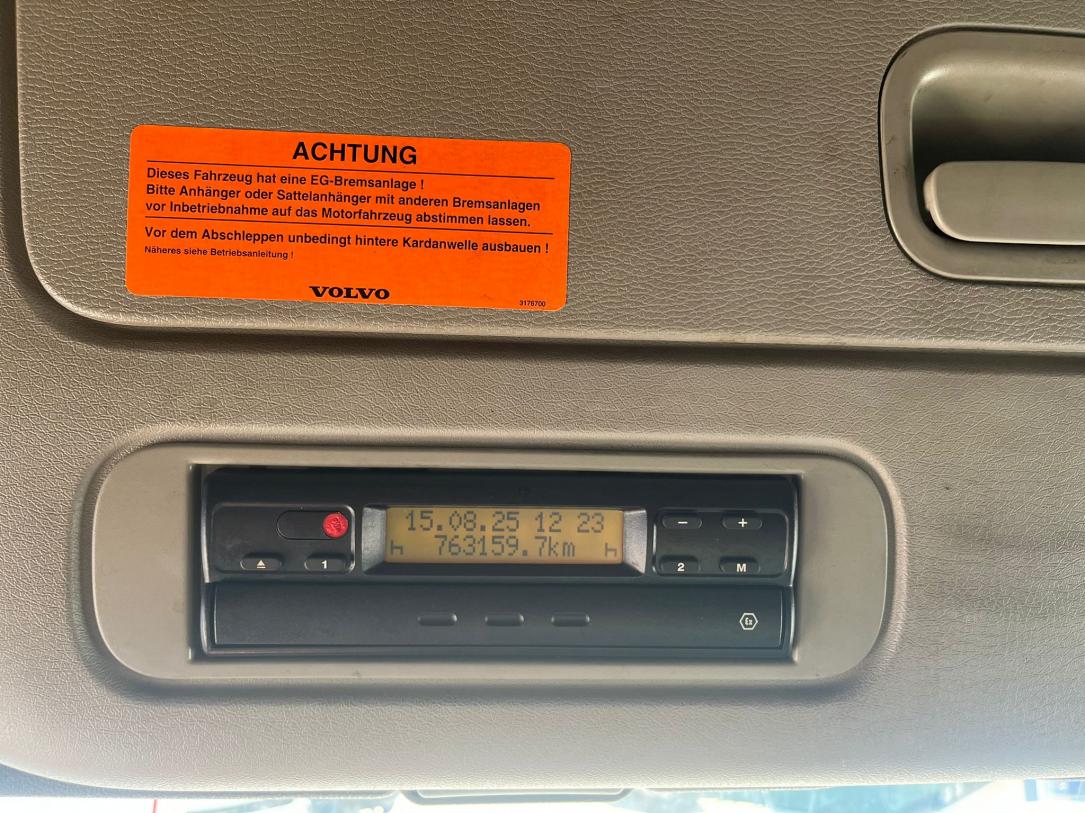 ACHTUNG
Dieses Fahrzeug hat eine EG-Bremsanlage !
Bitte Anhänger oder Sattelanhänger mit anderen Bremsanlagen
vor Inbetriebnahme auf das Motorfahrzeug abstimmen lassen.
Vor dem Abschleppen unbedingt hintere Kardanwelle ausbauen !
Näheres siehe Betriebsanleitung !
VOLVO
3176700
15.08.25 12 23
763159.7km
1
− +
2 M
Ex